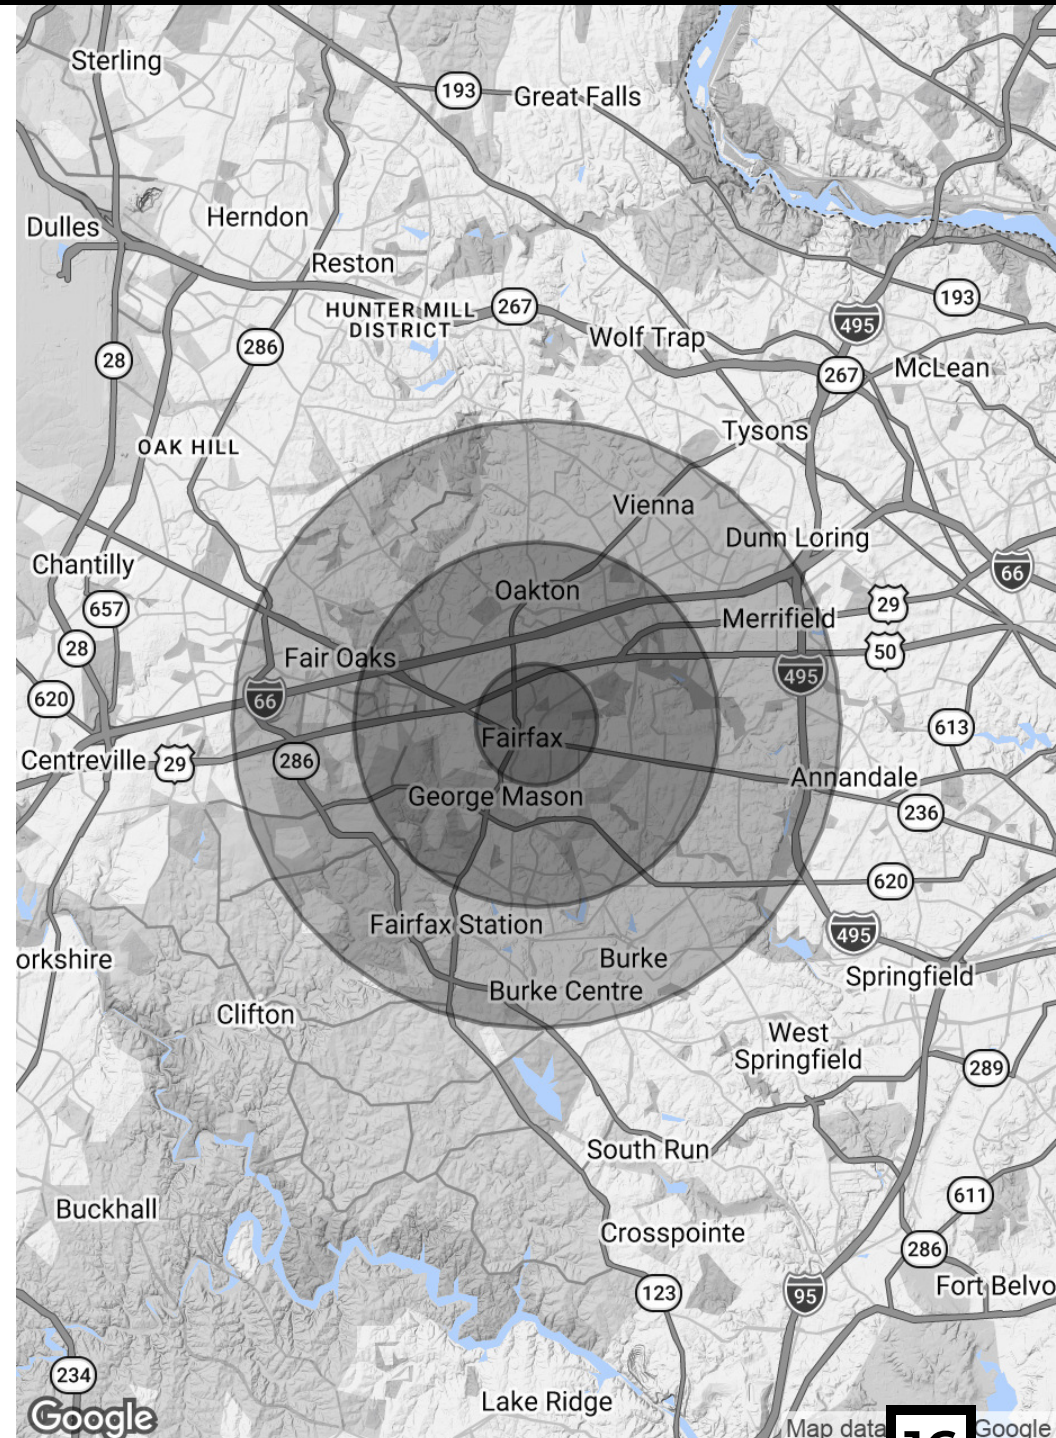 Sterling
193
Great Falls
Dulles
Herndon
Reston
HUNTER MILL
DISTRICT
267
193
495
Wolf Trap
28
286
267
McLean
Tysons
OAK HILL
Vienna
Dunn Loring
Chantilly
66
Oakton
657
29
Merrifield
28
50
Fair Oaks
495
620
66
613
Fairfax
Centreville
29
286
Annandale
George Mason
236
620
Fairfax Station
495
orkshire
Burke
Springfield
Burke Centre
Clifton
West
Springfield
289
South Run
611
Buckhall
Crosspointe
286
Fort Belvo
123
95
234
Lake Ridge
Google
Map data
Google